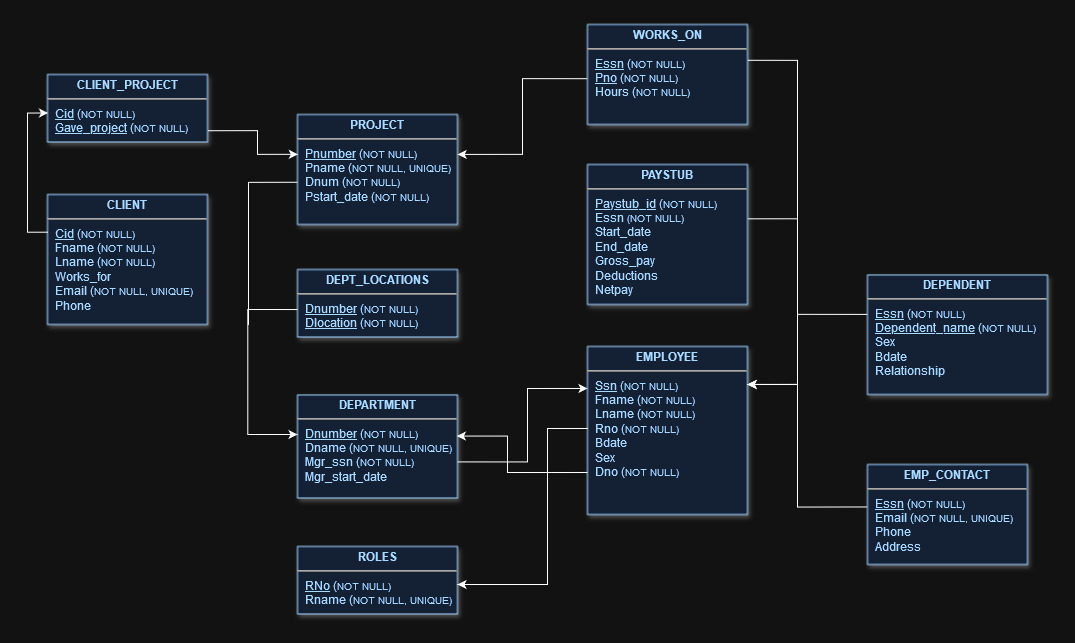 WORKS_ON
Essn (NOT NULL)
Pno (NOT NULL)
Hours (NOT NULL)
CLIENT_PROJECT
Cid (NOT NULL)
Gave_project (NOT NULL)
PROJECT
Pnumber (NOT NULL)
Pname (NOT NULL, UNIQUE)
Dnum (NOT NULL)
Pstart_date (NOT NULL)
PAYSTUB
Paystub_id (NOT NULL)
Essn (NOT NULL)
Start_date
End_date
Gross_pay
Deductions
Netpay
CLIENT
Cid (NOT NULL)
Fname (NOT NULL)
Lname (NOT NULL)
Works_for
Email (NOT NULL, UNIQUE)
Phone
DEPT_LOCATIONS
Dnumber (NOT NULL)
Dlocation (NOT NULL)
DEPENDENT
Essn (NOT NULL)
Dependent_name (NOT NULL)
Sex
Bdate
Relationship
EMPLOYEE
Ssn (NOT NULL)
Fname (NOT NULL)
Lname (NOT NULL)
Rno (NOT NULL)
Bdate
Sex
Dno (NOT NULL)
DEPARTMENT
Dnumber (NOT NULL)
Dname (NOT NULL, UNIQUE)
Mgr_ssn (NOT NULL)
Mgr_start_date
EMP_CONTACT
Essn (NOT NULL)
Email (NOT NULL, UNIQUE)
Phone
Address
ROLES
RNo (NOT NULL)
Rname (NOT NULL, UNIQUE)